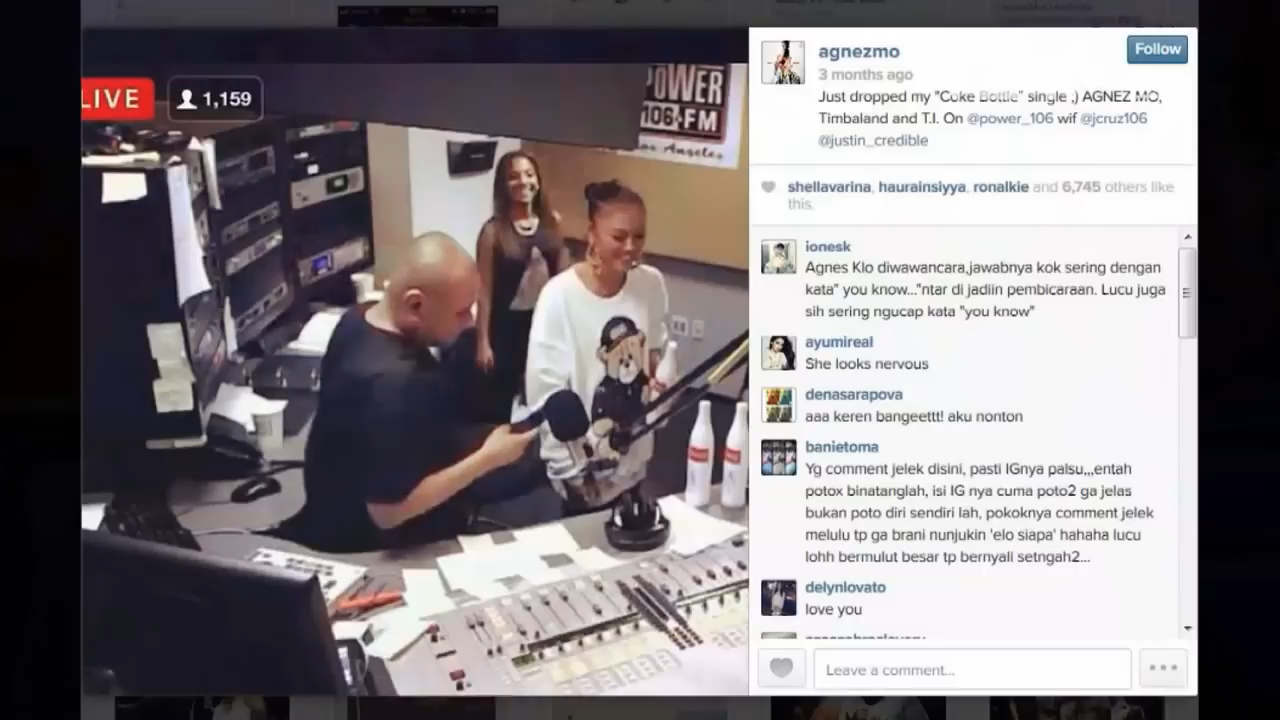 LIVE
1,159
POWER
106·FM
Los Angeles
agnezmo
Follow
3 months ago
Just dropped my "Coke Bottle" single ;) AGNEZ MO,
Timbaland and T.I. On @power_106 wif @jcruz106
@justin_credible
shellavarina, haurainsiyya, ronalkie and 6,745 others like
this.
ionesk
Agnes Klo diwawancara,jawabnya kok sering dengan
kata" you know..."ntar di jadiin pembicaraan. Lucu juga
sih sering ngucap kata "you know"
ayumireal
She looks nervous
denasarapova
aaa keren bangeettt! aku nonton
banietoma
Yg comment jelek disini, pasti IGnya palsu,,,entah
potox binatanglah, isi IG nya cuma poto2 ga jelas
bukan poto diri sendiri lah, pokoknya comment jelek
melulu tp ga brani nunjukin 'elo siapa' hahaha lucu
lohh bermulut besar tp bernyali setngah2...
delynlovato
love you
Leave a comment...